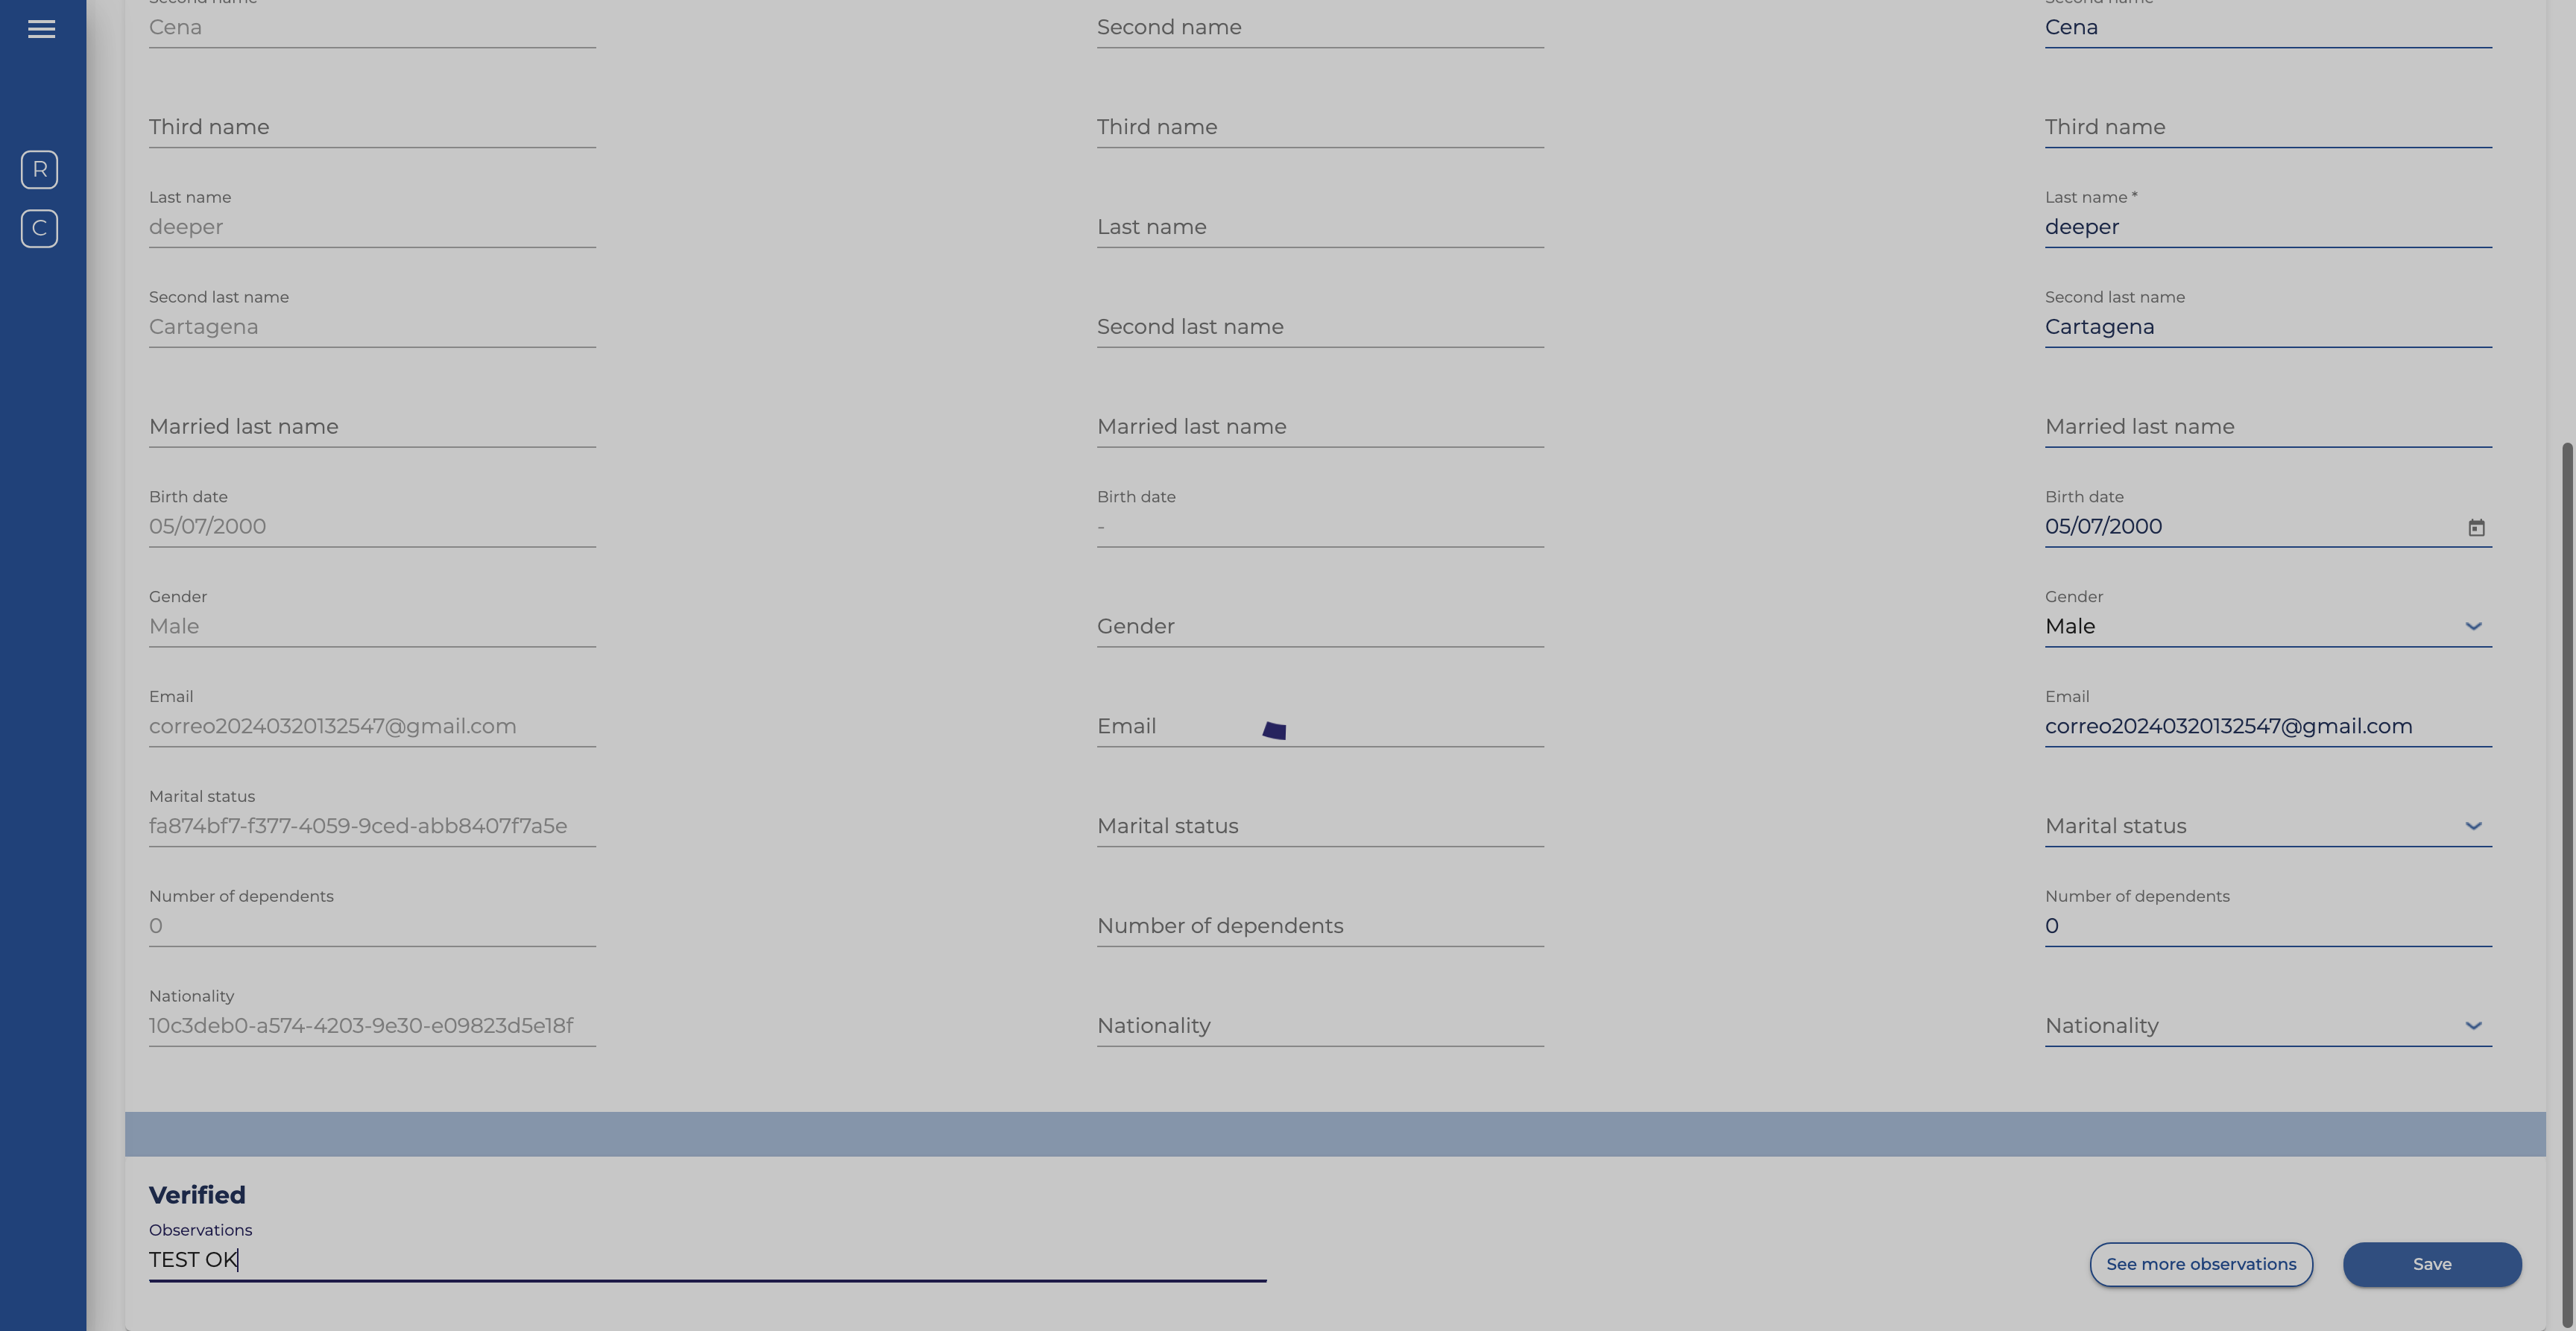 Second name Second name
Cena Second name Cena
Third name Third name Third name
R
Last name Last name *
deeper Last name deeper
C
Second last name Second last name
Cartagena Second last name Cartagena
Married last name Married last name Married last name
Birth date Birth date Birth date
05/07/2000 - 05/07/2000
Gender Gender
Male Gender Male
Email Email
correo20240320132547@gmail.com Email correo20240320132547@gmail.com
Marital status
fa874bf7-f377-4059-9ced-abb8407f7a5e Marital status Marital status
Number of dependents Number of dependents
0 Number of dependents 0
Nationality
10c3deb0-a574-4203-9e30-e09823d5e18f Nationality Nationality
Verified
Observations
TEST OK
See more observations Save